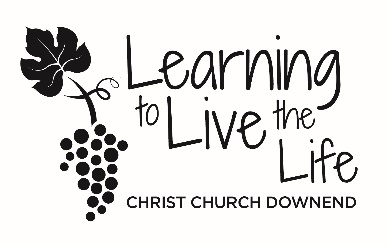 Learning
to Live the
Life
CHRIST CHURCH DOWNEND